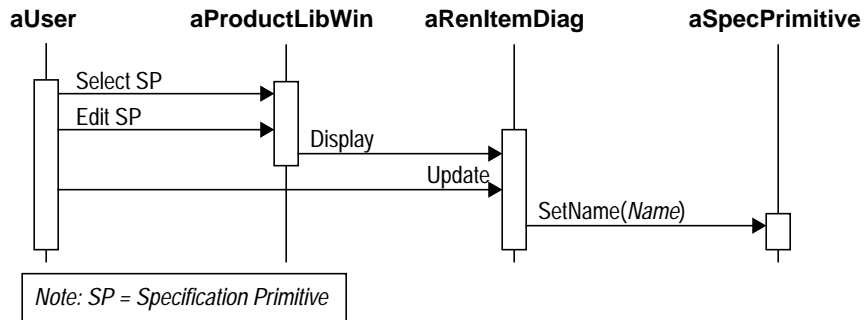 aUser aProductLibWin aRenItemDiag aSpecPrimitive
Select SP
Edit SP
Display
Update
SetName(Name)
Note: SP = Specification Primitive